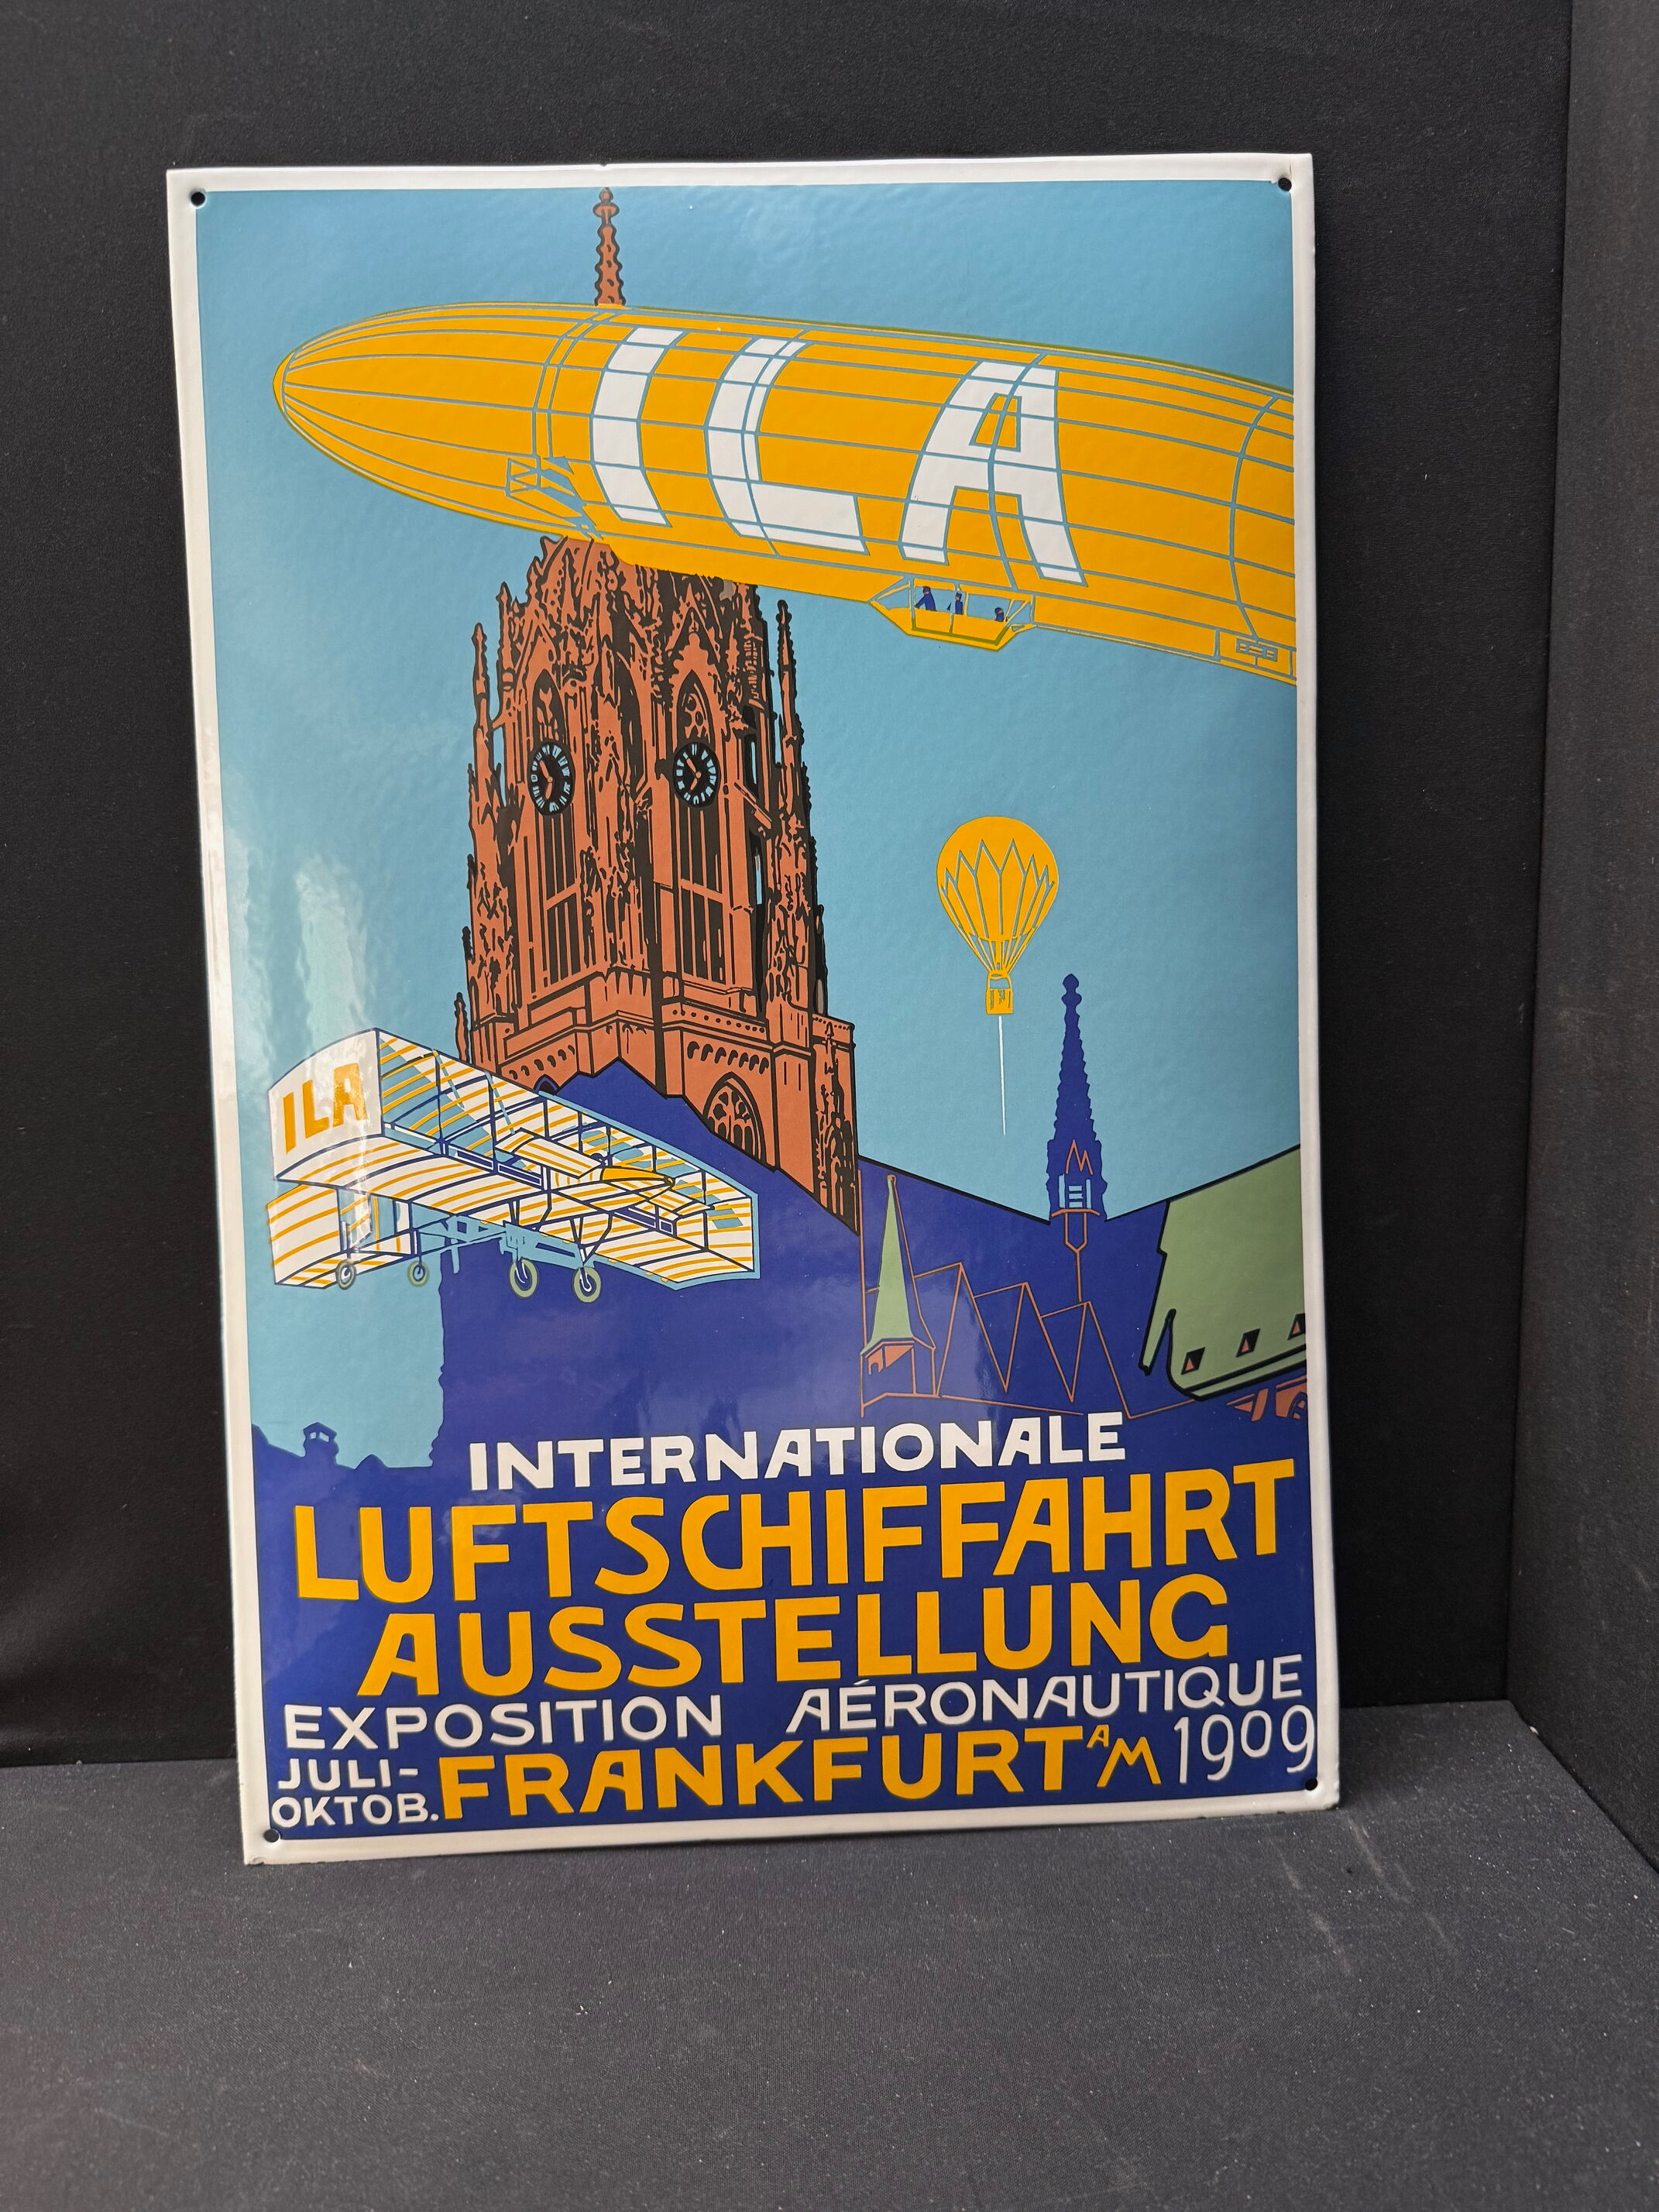 ILA
ILA
INTERNATIONALE
LUFTSCHIFFAHRT
AUSSTELLUNG
EXPOSITION AÉRONAUTIQUE
JULI-
OKTOB. FRANKFURT A M 1909